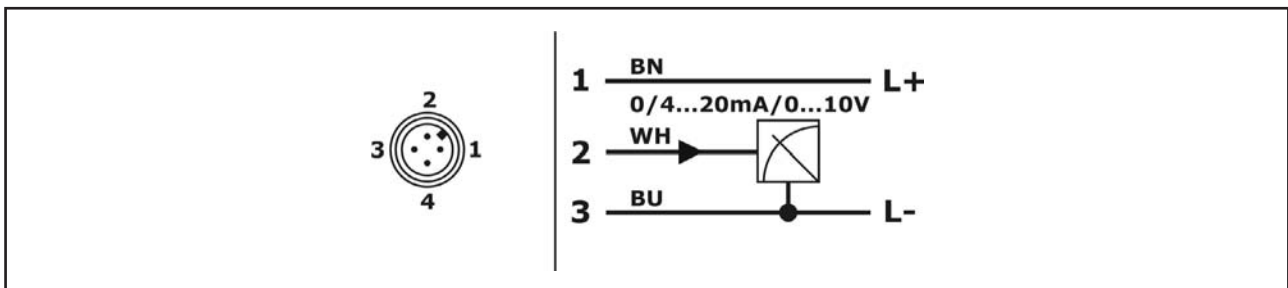 2
3 1
4
1 BN L+
0/4...20mA/0...10V
2 WH
3 BU L-